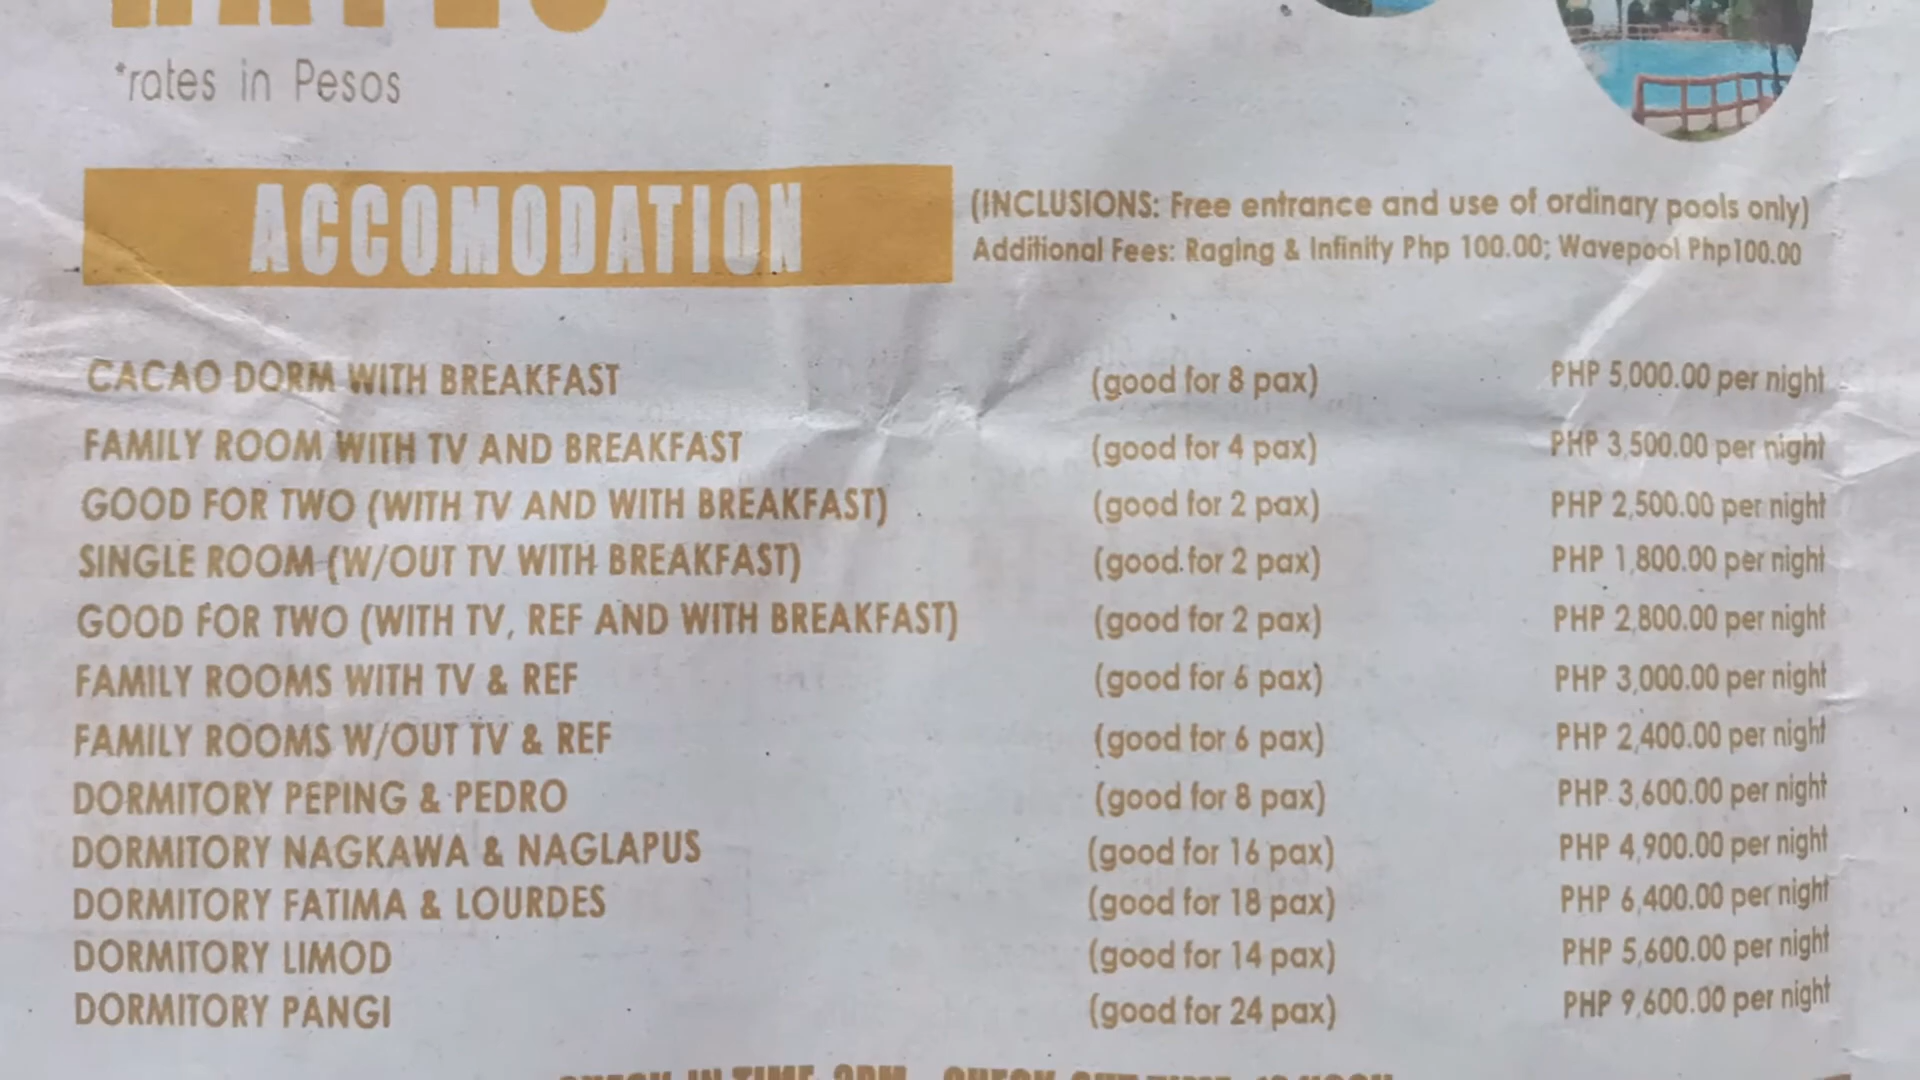 *rates in Pesos
ACCOMODATION
(INCLUSIONS: Free entrance and use of ordinary pools only)
Additional Fees: Raging & Infinity Php 100.00; Wavepool Php100.00
CACAO DORM WITH BREAKFAST (good for 8 pax) PHP 5,000.00 per night
FAMILY ROOM WITH TV AND BREAKFAST (good for 4 pax) PHP 3,500.00 per night
GOOD FOR TWO (WITH TV AND WITH BREAKFAST) (good for 2 pax) PHP 2,500.00 per night
SINGLE ROOM (W/OUT TV WITH BREAKFAST) (good for 2 pax) PHP 1,800.00 per night
GOOD FOR TWO (WITH TV, REF AND WITH BREAKFAST) (good for 2 pax) PHP 2,800.00 per night
FAMILY ROOMS WITH TV & REF (good for 6 pax) PHP 3,000.00 per night
FAMILY ROOMS W/OUT TV & REF (good for 6 pax) PHP 2,400.00 per night
DORMITORY PEPING & PEDRO (good for 8 pax) PHP 3,600.00 per night
DORMITORY NAGKAWA & NAGLAPUS (good for 16 pax) PHP 4,900.00 per night
DORMITORY FATIMA & LOURDES (good for 18 pax) PHP 6,400.00 per night
DORMITORY LIMOD (good for 14 pax) PHP 5,600.00 per night
DORMITORY PANGI (good for 24 pax) PHP 9,600.00 per night